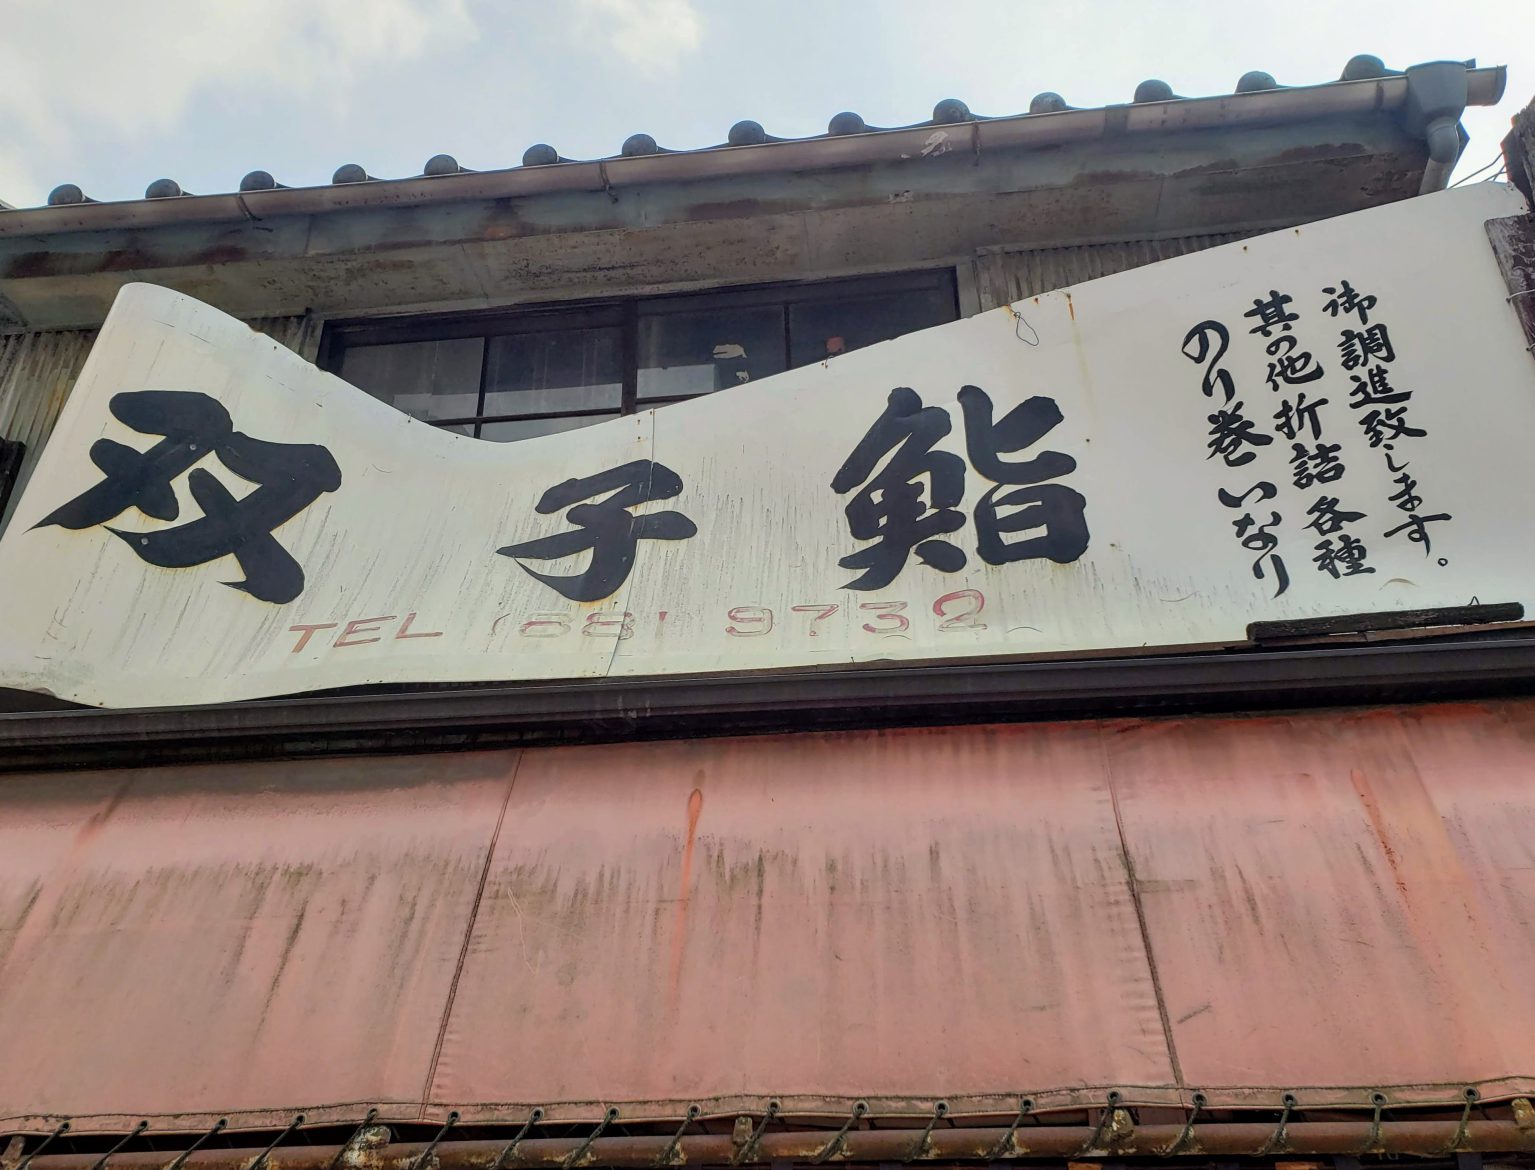 双子鮨
TEL 9732
のり巻 いなり
其の他折詰各種
御調進致します。